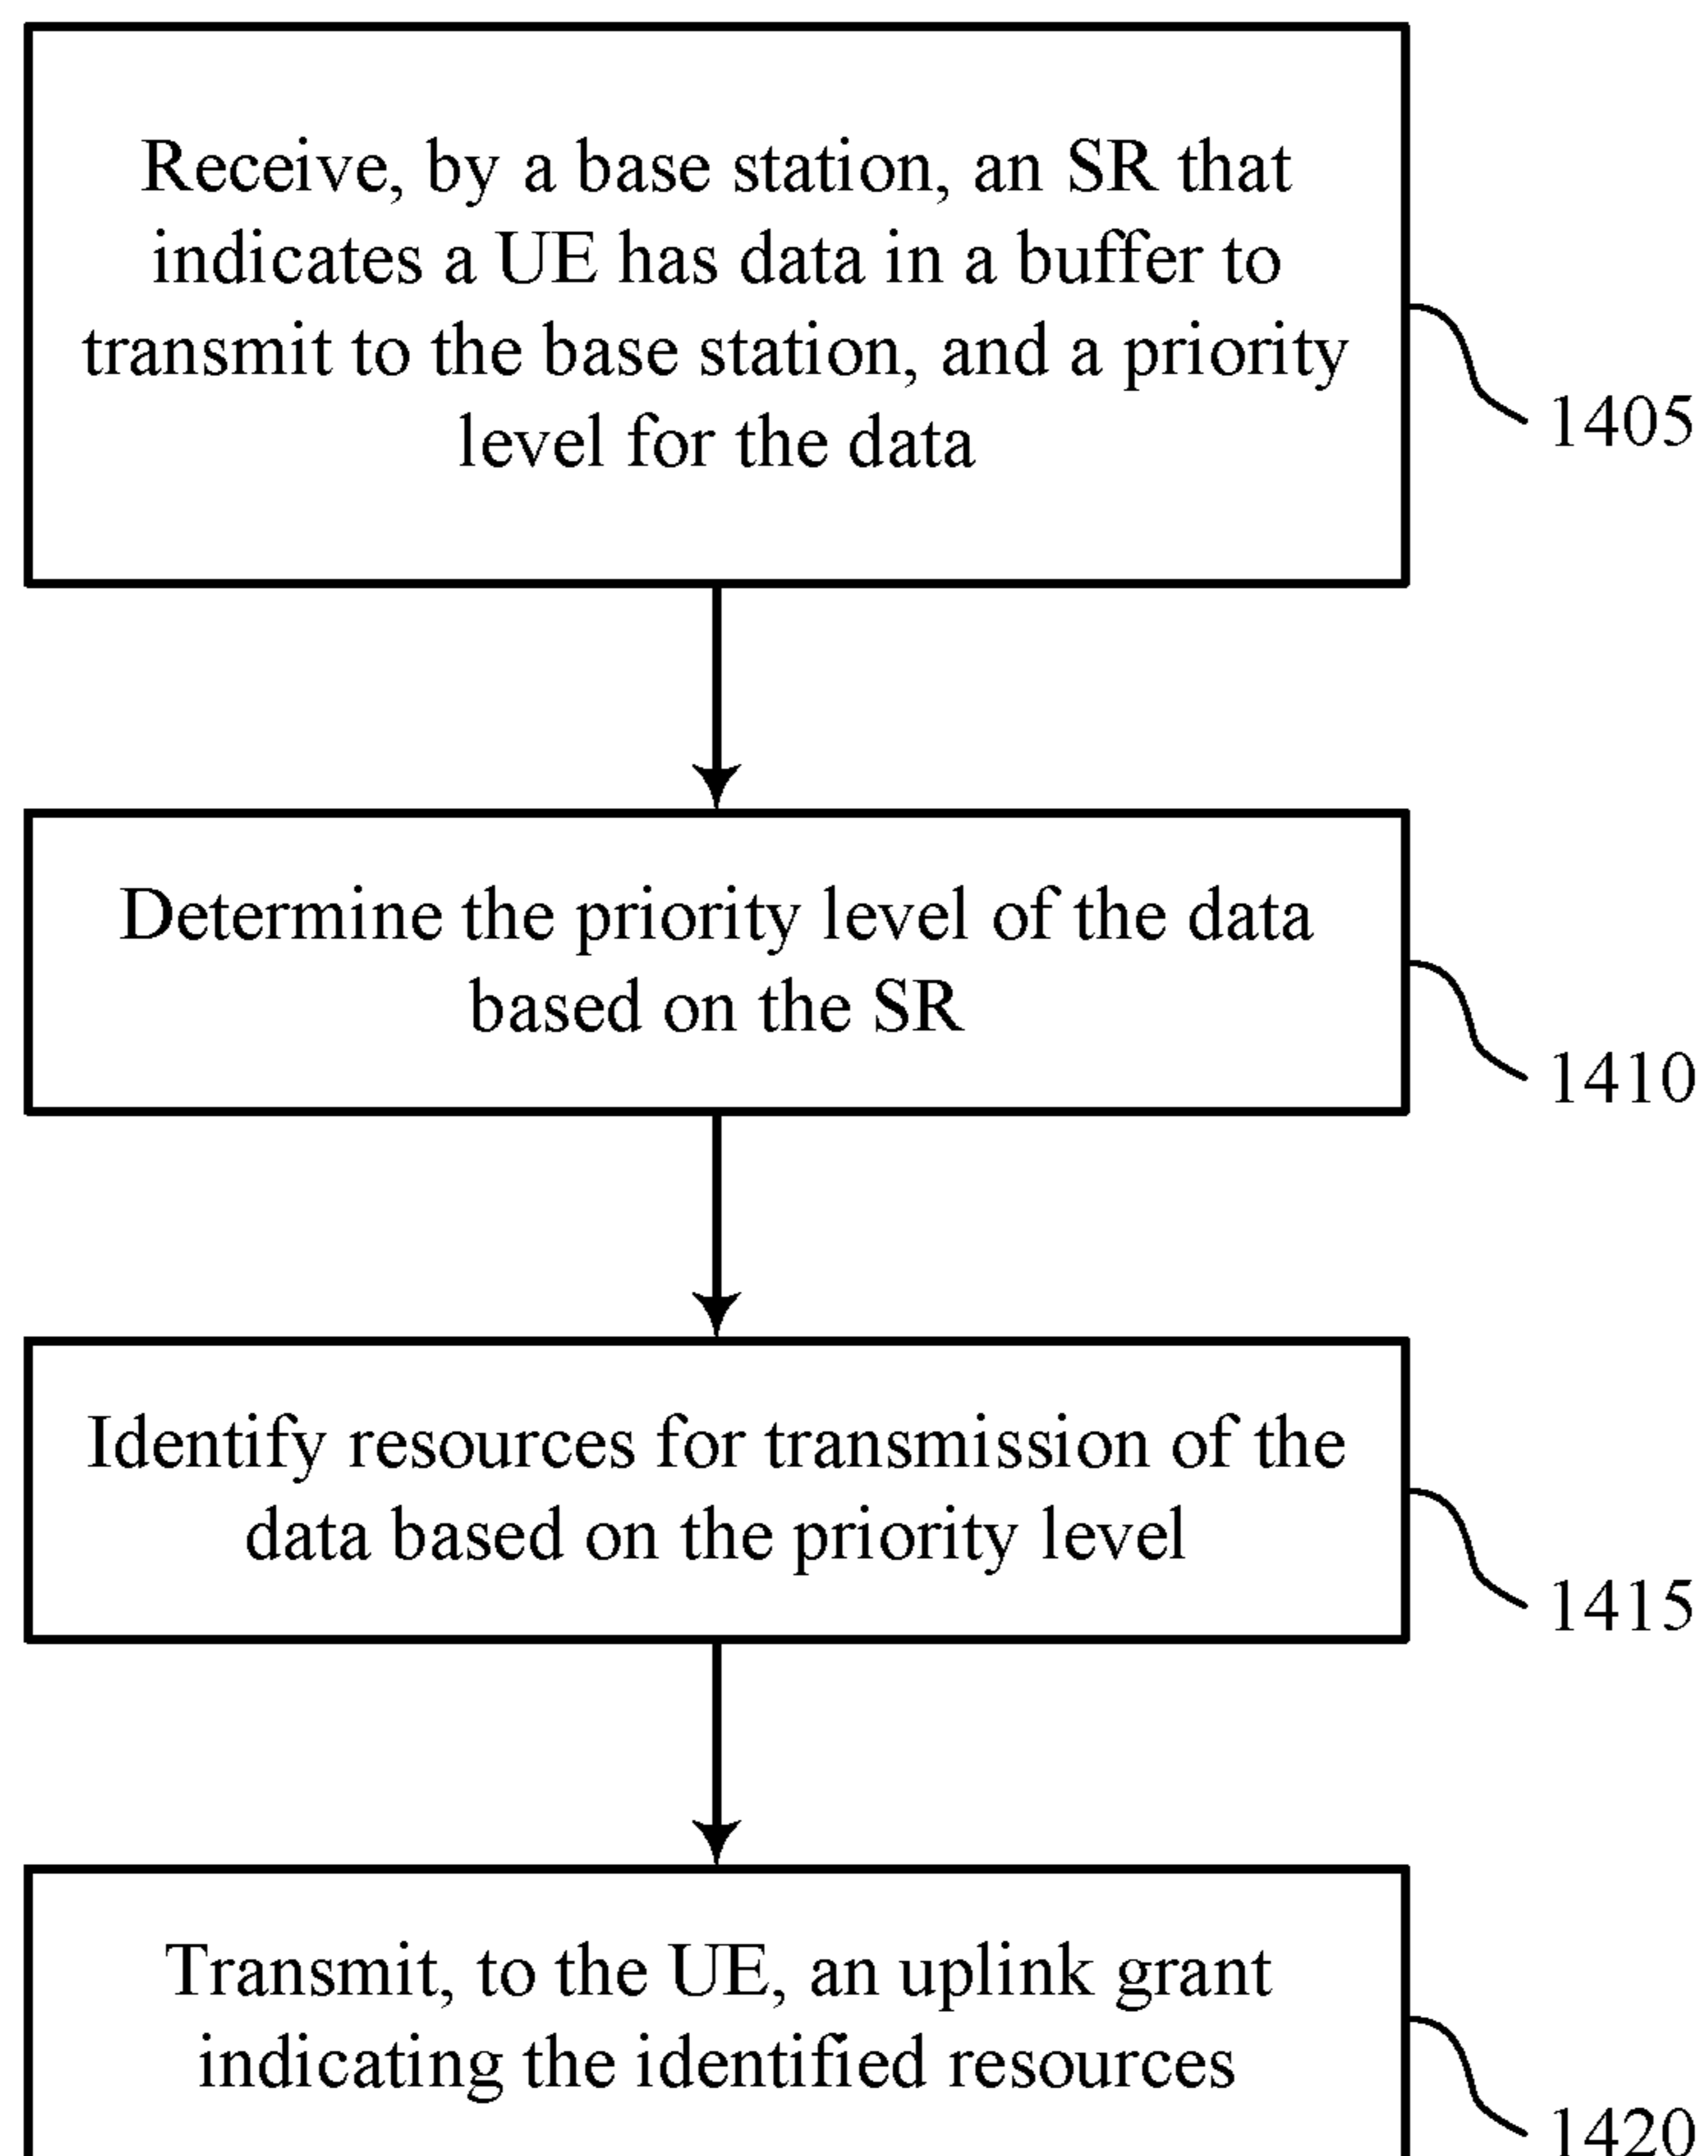 Receive, by a base station, an SR that
indicates a UE has data in a buffer to
transmit to the base station, and a priority
level for the data
1405
Determine the priority level of the data
based on the SR
1410
Identify resources for transmission of the
data based on the priority level
1415
Transmit, to the UE, an uplink grant
indicating the identified resources
1420